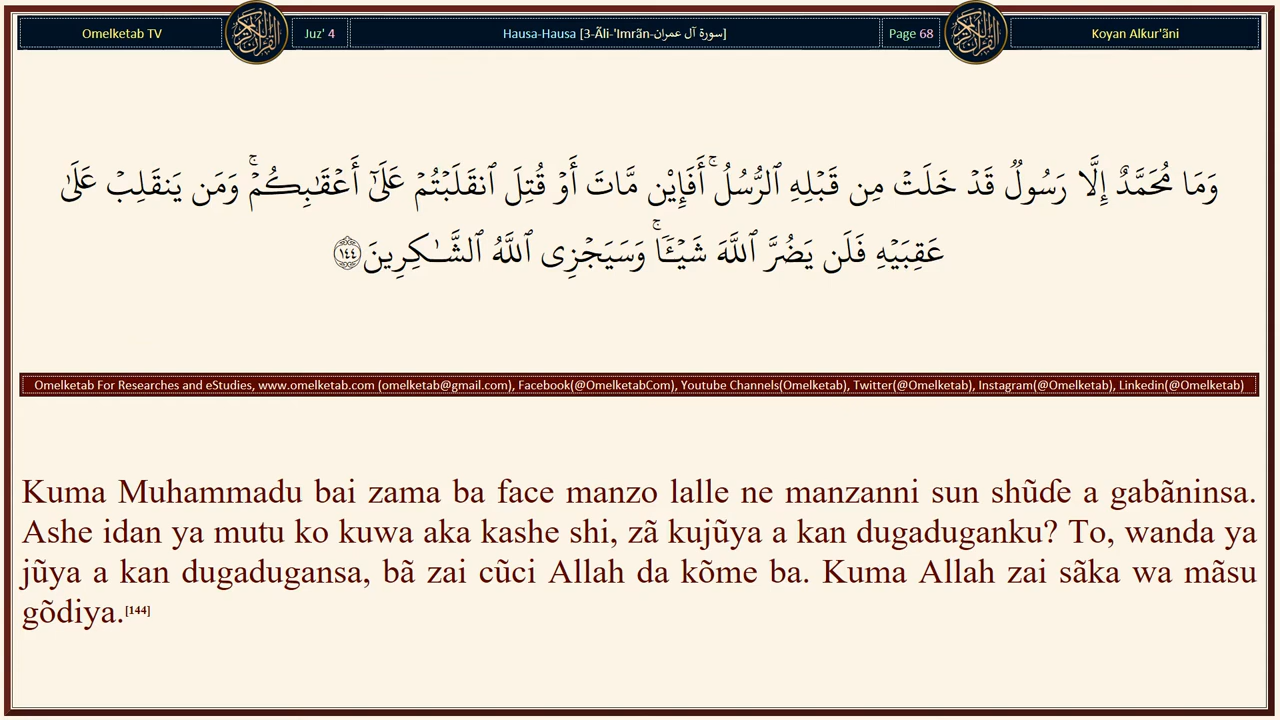 Omelketab TV
Juz' 4
Hausa-Hausa [3-Ãli-'Imrãn-سورة آل عمران]
Page 68
Koyan Alƙur'ãni
وَمَا مُحَمَّدٌ إِلَّا رَسُولٌ قَدۡ خَلَتۡ مِن قَبۡلِهِ ٱلرُّسُلُۚ أَفَإِيْن مَّاتَ أَوۡ قُتِلَ ٱنقَلَبۡتُمۡ عَلَىٰٓ أَعۡقَٰبِكُمۡۚ وَمَن يَنقَلِبۡ عَلَىٰ
عَقِبَيۡهِ فَلَن يَضُرَّ ٱللَّهَ شَيۡـٔٗاۚ وَسَيَجۡزِي ٱللَّهُ ٱلشَّـٰكِرِينَ ١٤٤
Omelketab For Researches and eStudies, www.omelketab.com (omelketab@gmail.com), Facebook(@OmelketabCom), Youtube Channels(Omelketab), Twitter(@Omelketab), Instagram(@Omelketab), Linkedin(@Omelketab)
Kuma Muhammadu bai zama ba face manzo lalle ne manzanni sun shũɗe a gabãninsa.
Ashe idan ya mutu ko kuwa aka kashe shi, zã kujũya a kan dugaduganku? To, wanda ya
jũya a kan dugadugansa, bã zai cũci Allah da kõme ba. Kuma Allah zai sãka wa mãsu
gõdiya.[144]